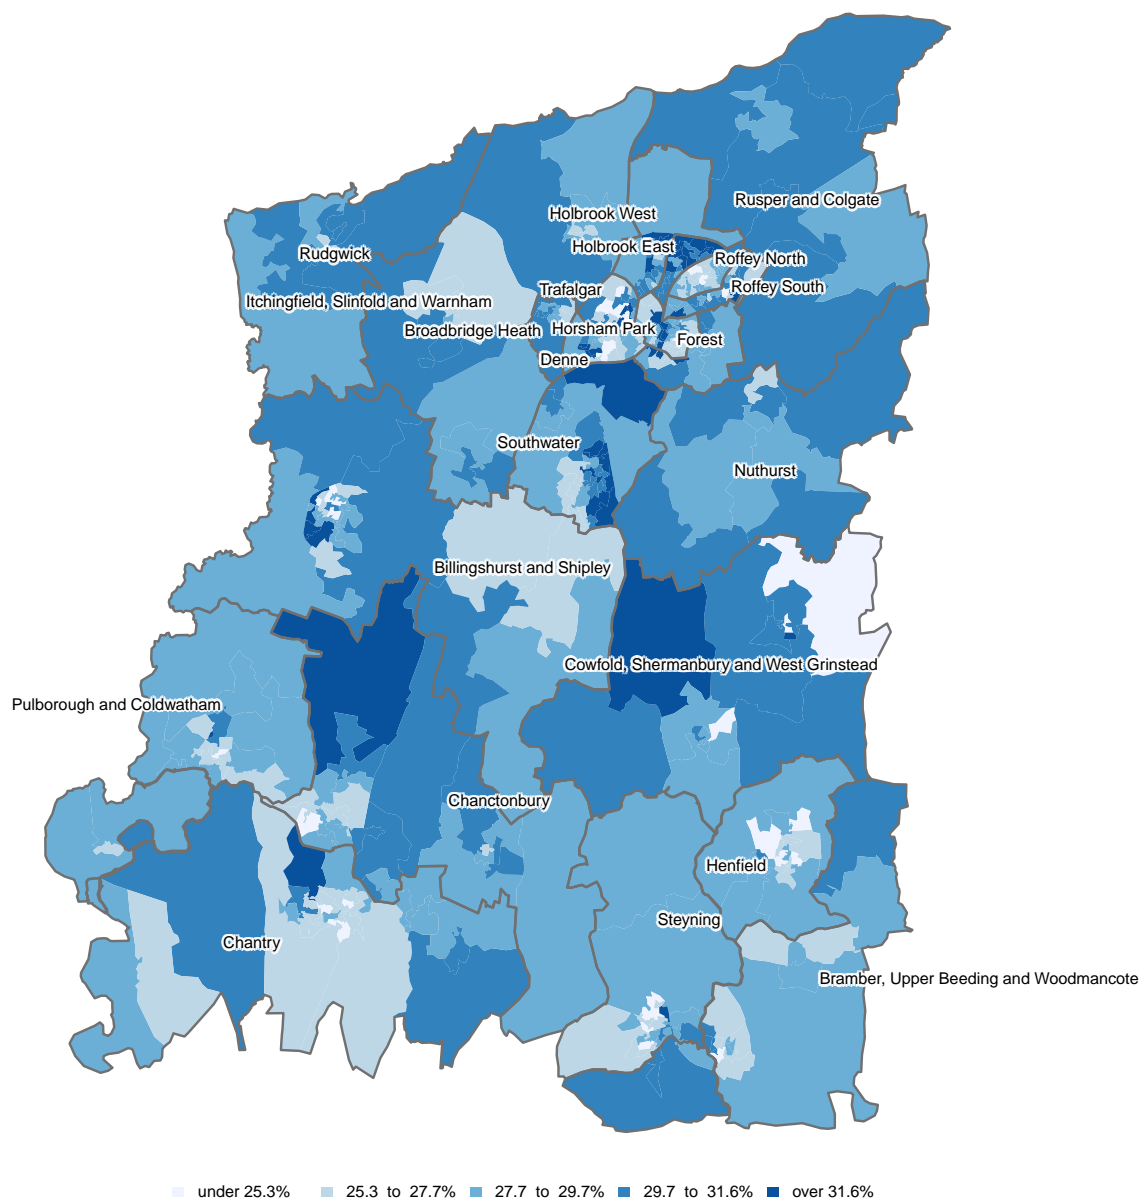 Rusper and Colgate
Holbrook West
Holbrook East
Rudgwick
Roffey North
Roffey South
Trafalgar
Itchingfield, Slinfold and Warnham
Broadbridge Heath
Horsham Park
Forest
Denne
Southwater
Nuthurst
Billingshurst and Shipley
Cowfold, Shermanbury and West Grinstead
Pulborough and Coldwatham
Chanctonbury
Henfield
Steyning
Chantry
Bramber, Upper Beeding and Woodmancote
under 25.3% 25.3 to 27.7% 27.7 to 29.7% 29.7 to 31.6% over 31.6%